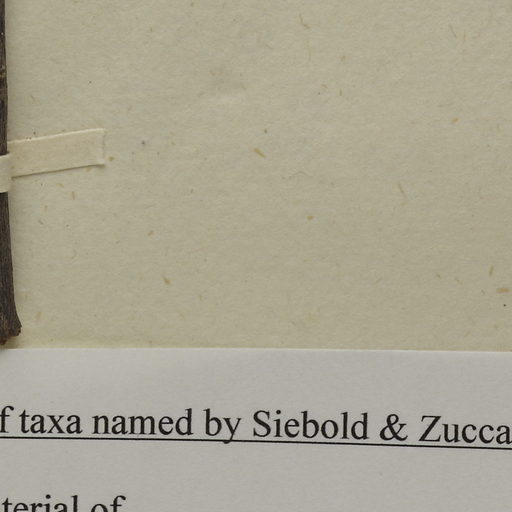 f taxa named by Siebold & Zucca
terial of